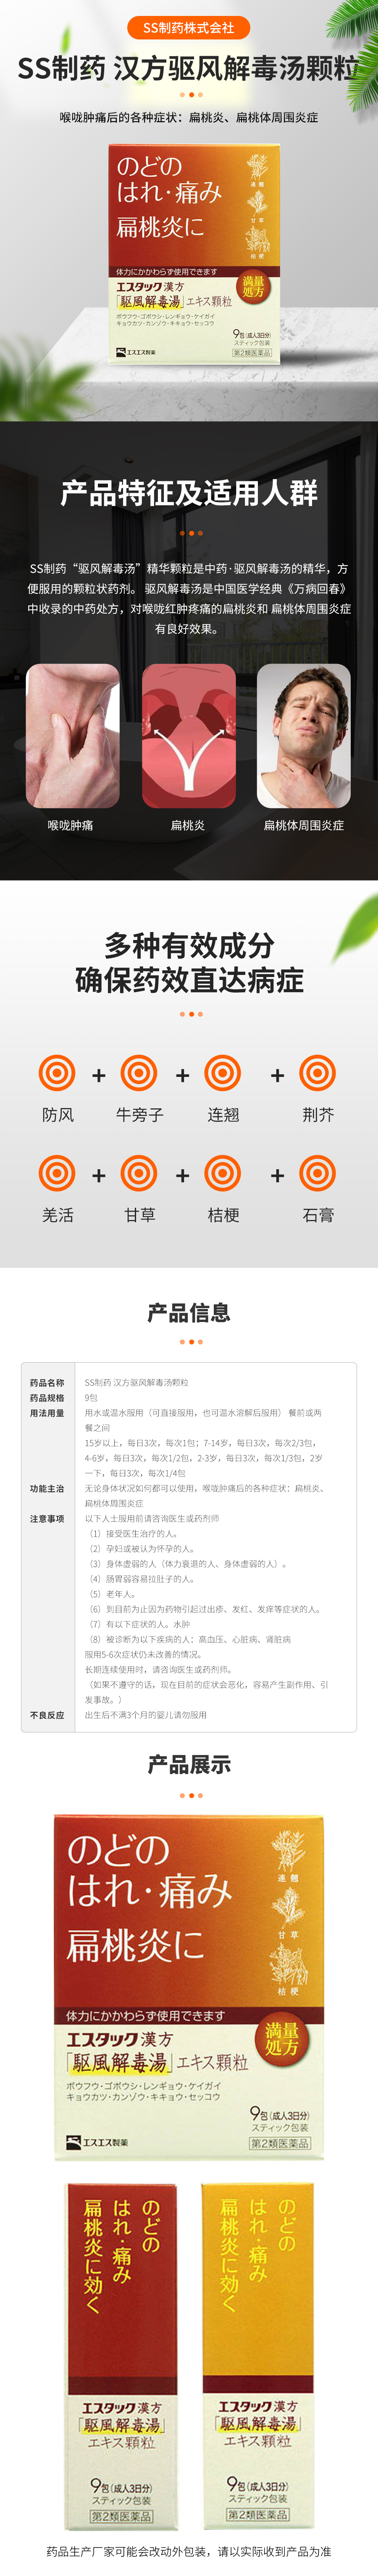 SS制药株式会社
SS制药 汉方驱风解毒汤颗粒
喉咙肿痛后的各种症状：扁桃炎、扁桃体周围炎症
のどの
はれ・痛み
扁桃炎に
連翹
甘草
桔梗
体力にかかわらず使用できます
エスタック漢方
「駆風解毒湯」エキス顆粒
満量
処方
ボウフウ・ゴボウシ・レンギョウ・ケイガイ
キョウカツ・カンゾウ・キキョウ・セッコウ
9包(成人3日分)
スティック包装
エスエス製薬
第2類医薬品
产品特征及适用人群
SS制药“驱风解毒汤”精华颗粒是中药·驱风解毒汤的精华，方
便服用的颗粒状药剂。 驱风解毒汤是中国医学经典《万病回春》
中收录的中药处方，对喉咙红肿疼痛的扁桃炎和 扁桃体周围炎症
有良好效果。
喉咙肿痛
扁桃炎
扁桃体周围炎症
多种有效成分
确保药效直达病症
防风 + 牛旁子 + 连翘 + 荆芥
羌活 + 甘草 + 桔梗 + 石膏
产品信息
药品名称 SS制药 汉方驱风解毒汤颗粒
药品规格 9包
用法用量 用水或温水服用（可直接服用，也可温水溶解后服用） 餐前或两
餐之间
15岁以上，每日3次，每次1包；7-14岁，每日3次，每次2/3包，
4-6岁，每日3次，每次1/2包，2-3岁，每日3次，每次1/3包，2岁
一下，每日3次，每次1/4包
功能主治 无论身体状况如何都可以使用，喉咙肿痛后的各种症状：扁桃炎、
扁桃体周围炎症
注意事项 以下人士服用前请咨询医生或药剂师
（1）接受医生治疗的人。
（2）孕妇或被认为怀孕的人。
（3）身体虚弱的人（体力衰退的人、身体虚弱的人）。
（4）肠胃弱容易拉肚子的人。
（5）老年人。
（6）到目前为止因为药物引起过出疹、发红、发痒等症状的人。
（7）有以下症状的人。水肿
（8）被诊断为以下疾病的人：高血压、心脏病、肾脏病
服用5-6次症状仍未改善的情况。
长期连续使用时，请咨询医生或药剂师。
（如果不遵守的话，现在目前的症状会恶化，容易产生副作用、引
发事故。）
不良反应 出生后不满3个月的婴儿请勿服用
产品展示
のどの
はれ・痛み
扁桃炎に
連翹
甘草
桔梗
体力にかかわらず使用できます
エスタック漢方
「駆風解毒湯」エキス顆粒
満量
処方
ボウフウ・ゴボウシ・レンギョウ・ケイガイ
キョウカツ・カンゾウ・キキョウ・セッコウ
9包(成人3日分)
スティック包装
エスエス製薬
第2類医薬品
のどの
はれ・痛み
扁桃炎に効く
エスタック漢方
「駆風解毒湯」
エキス顆粒
9包(成人3日分)
スティック包装
第2類医薬品
のどの
はれ・痛み
扁桃炎に効く
エスタック漢方
「駆風解毒湯」
エキス顆粒
9包(成人3日分)
スティック包装
第2類医薬品
药品生产厂家可能会改动外包装，请以实际收到产品为准